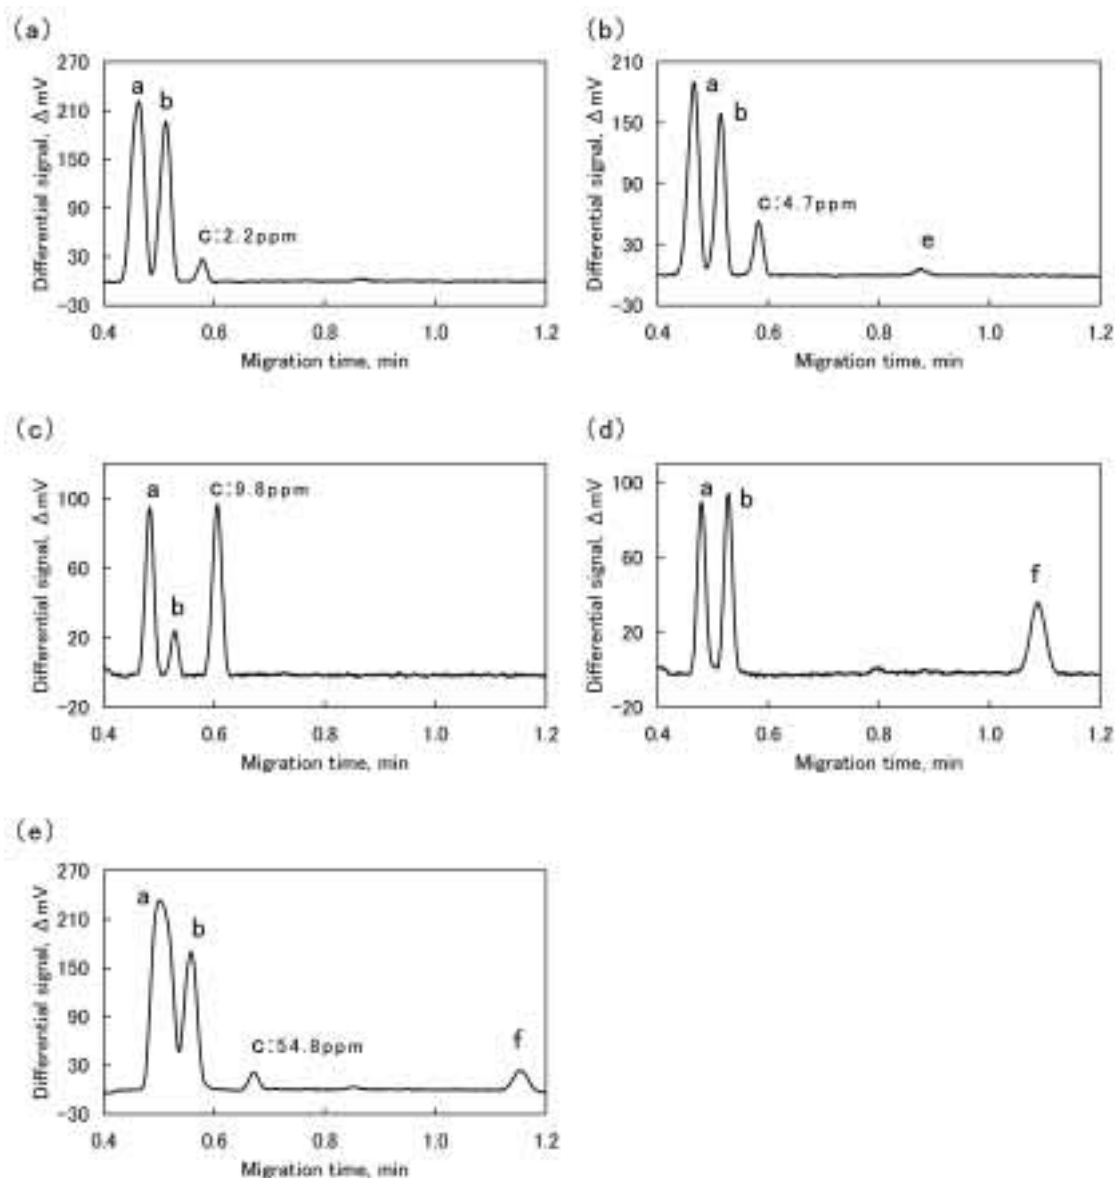 (a)
270
210
150
90
30
-30
Differential signal, ΔmV
a
b
c:2.2ppm
0.4 0.6 0.8 1.0 1.2
Migration time, min
(b)
210
150
90
30
-30
Differential signal, ΔmV
a
b
c:4.7ppm
e
0.4 0.6 0.8 1.0 1.2
Migration time, min
(c)
100
60
20
-20
Differential signal, ΔmV
a
b
c:9.8ppm
0.4 0.6 0.8 1.0 1.2
Migration time, min
(d)
100
60
20
-20
Differential signal, ΔmV
a
b
f
0.4 0.6 0.8 1.0 1.2
Migration time, min
(e)
270
210
150
90
30
-30
Differential signal, ΔmV
a
b
c:54.8ppm
f
0.4 0.6 0.8 1.0 1.2
Migration time, min